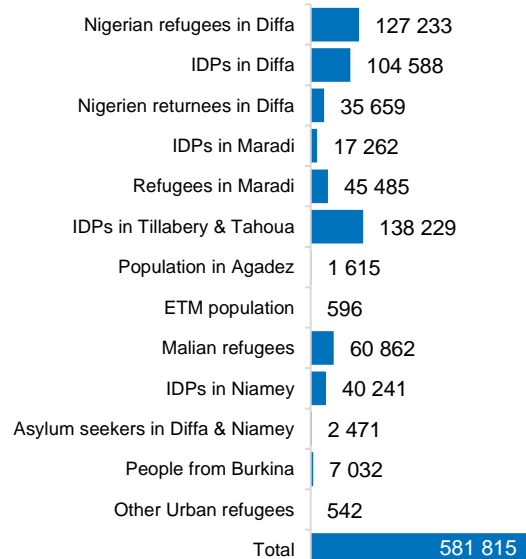 Nigerian refugees in Diffa 127 233
IDPs in Diffa 104 588
Nigerien returnees in Diffa 35 659
IDPs in Maradi 17 262
Refugees in Maradi 45 485
IDPs in Tillabery & Tahoua 138 229
Population in Agadez 1 615
ETM population 596
Malian refugees 60 862
IDPs in Niamey 40 241
Asylum seekers in Diffa & Niamey 2 471
People from Burkina 7 032
Other Urban refugees 542
Total 581 815